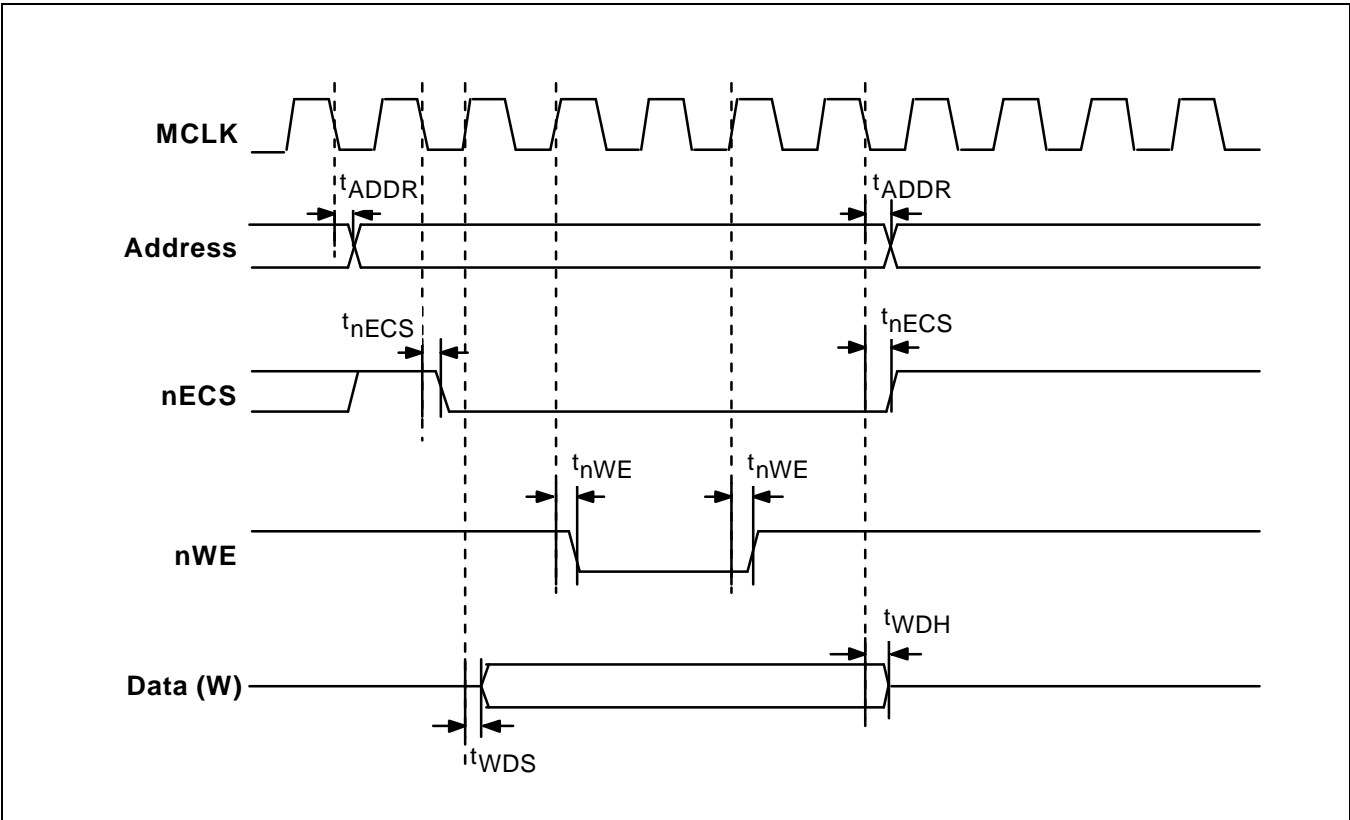 MCLK
tADDR tADDR
Address
tnECS tnECS
nECS
tnWE tnWE
nWE
tWDH
Data (W)
tWDS